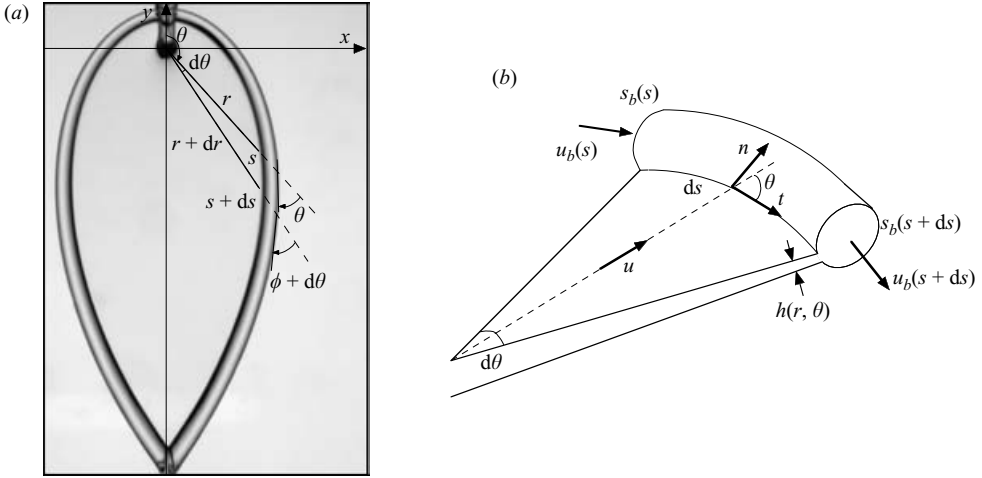 (a)
y
x
θ
dθ
r
r + dr
s
s + ds
θ
ϕ + dθ
(b)
s_b(s)
u_b(s)
n
ds
θ
t
s_b(s + ds)
u
u_b(s + ds)
h(r, θ)
dθ